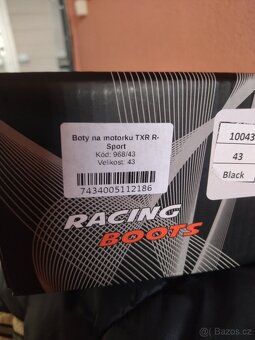 Boty na motorku TXR R-
Sport
Kód: 968/43
Velikost: 43
7434005112186
10043
43
Black
RACING
BOOTS
Bazos.cz